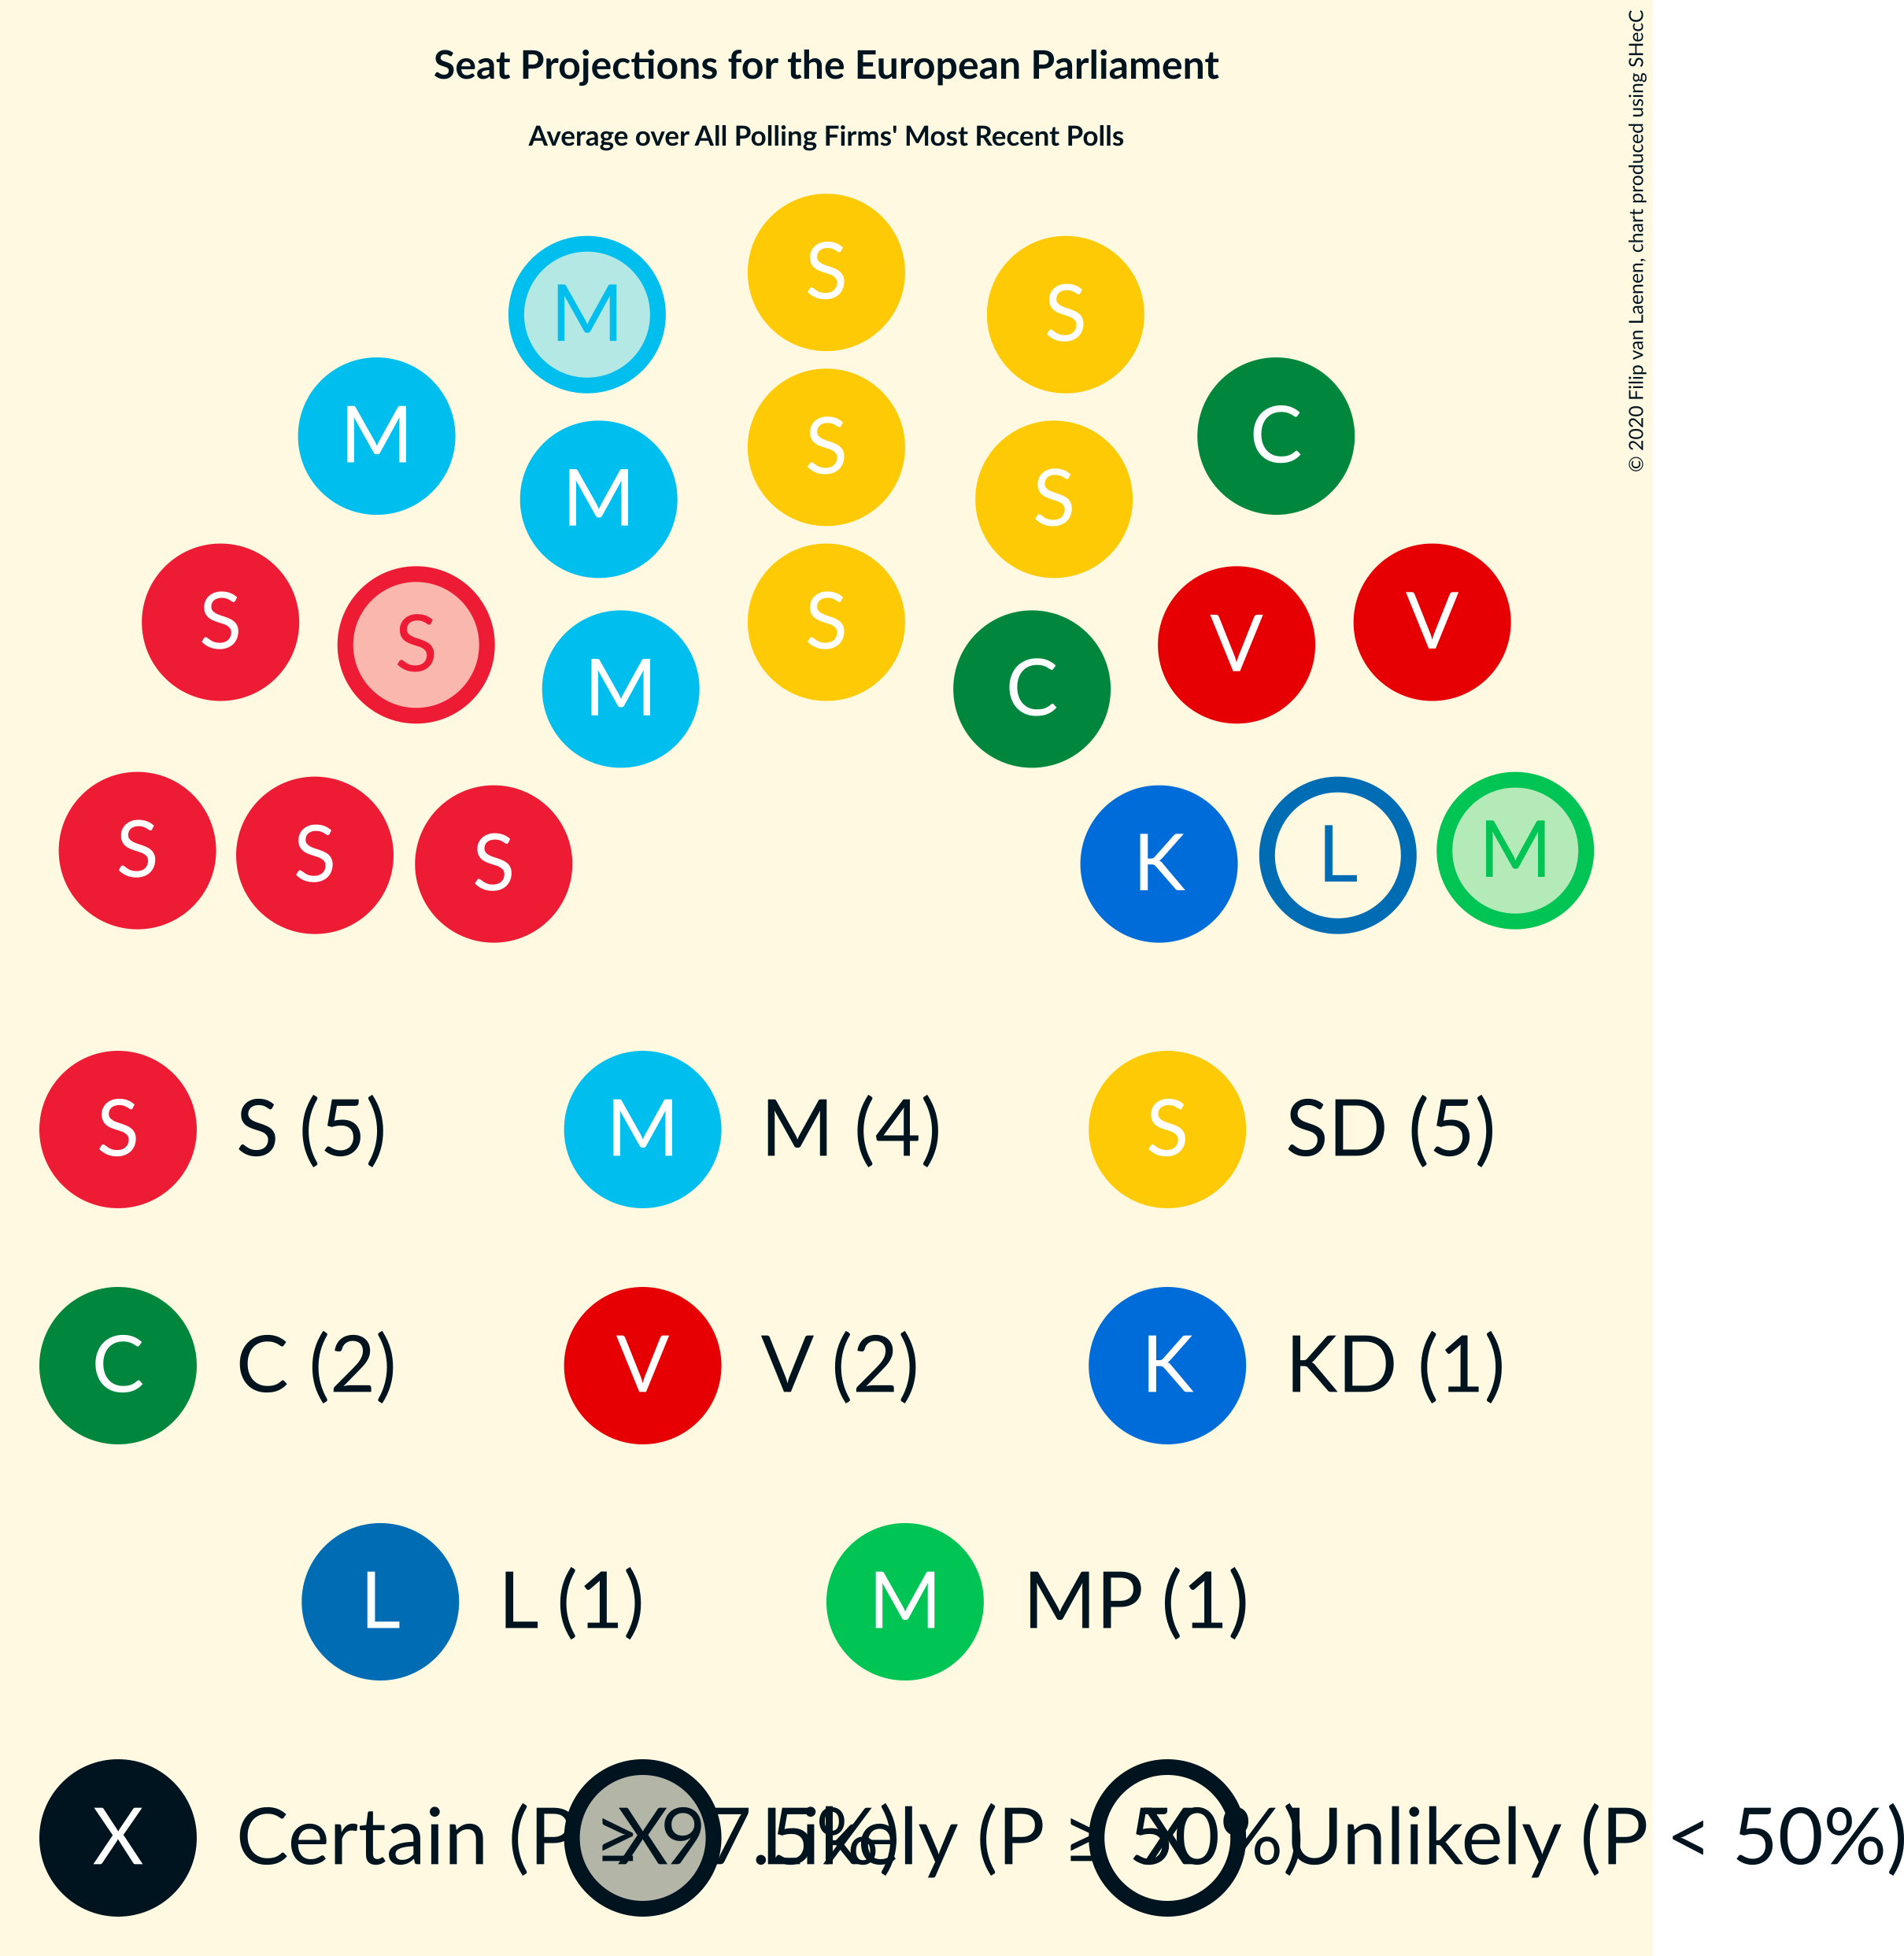 Seat Projections for the European Parliament
Average over All Polling Firms' Most Recent Polls
© 2020 Filip van Laenen, chart produced using SHecC
S
M S
M S C
M S
S S V V
S M S C
S S S K L M
S S (5) M M (4) S SD (5)
C C (2) V V (2) K KD (1)
L L (1) M MP (1)
X Certain (P ≥ 97.5%) X Likely (P ≥ 50%) X Unlikely (P < 50%)